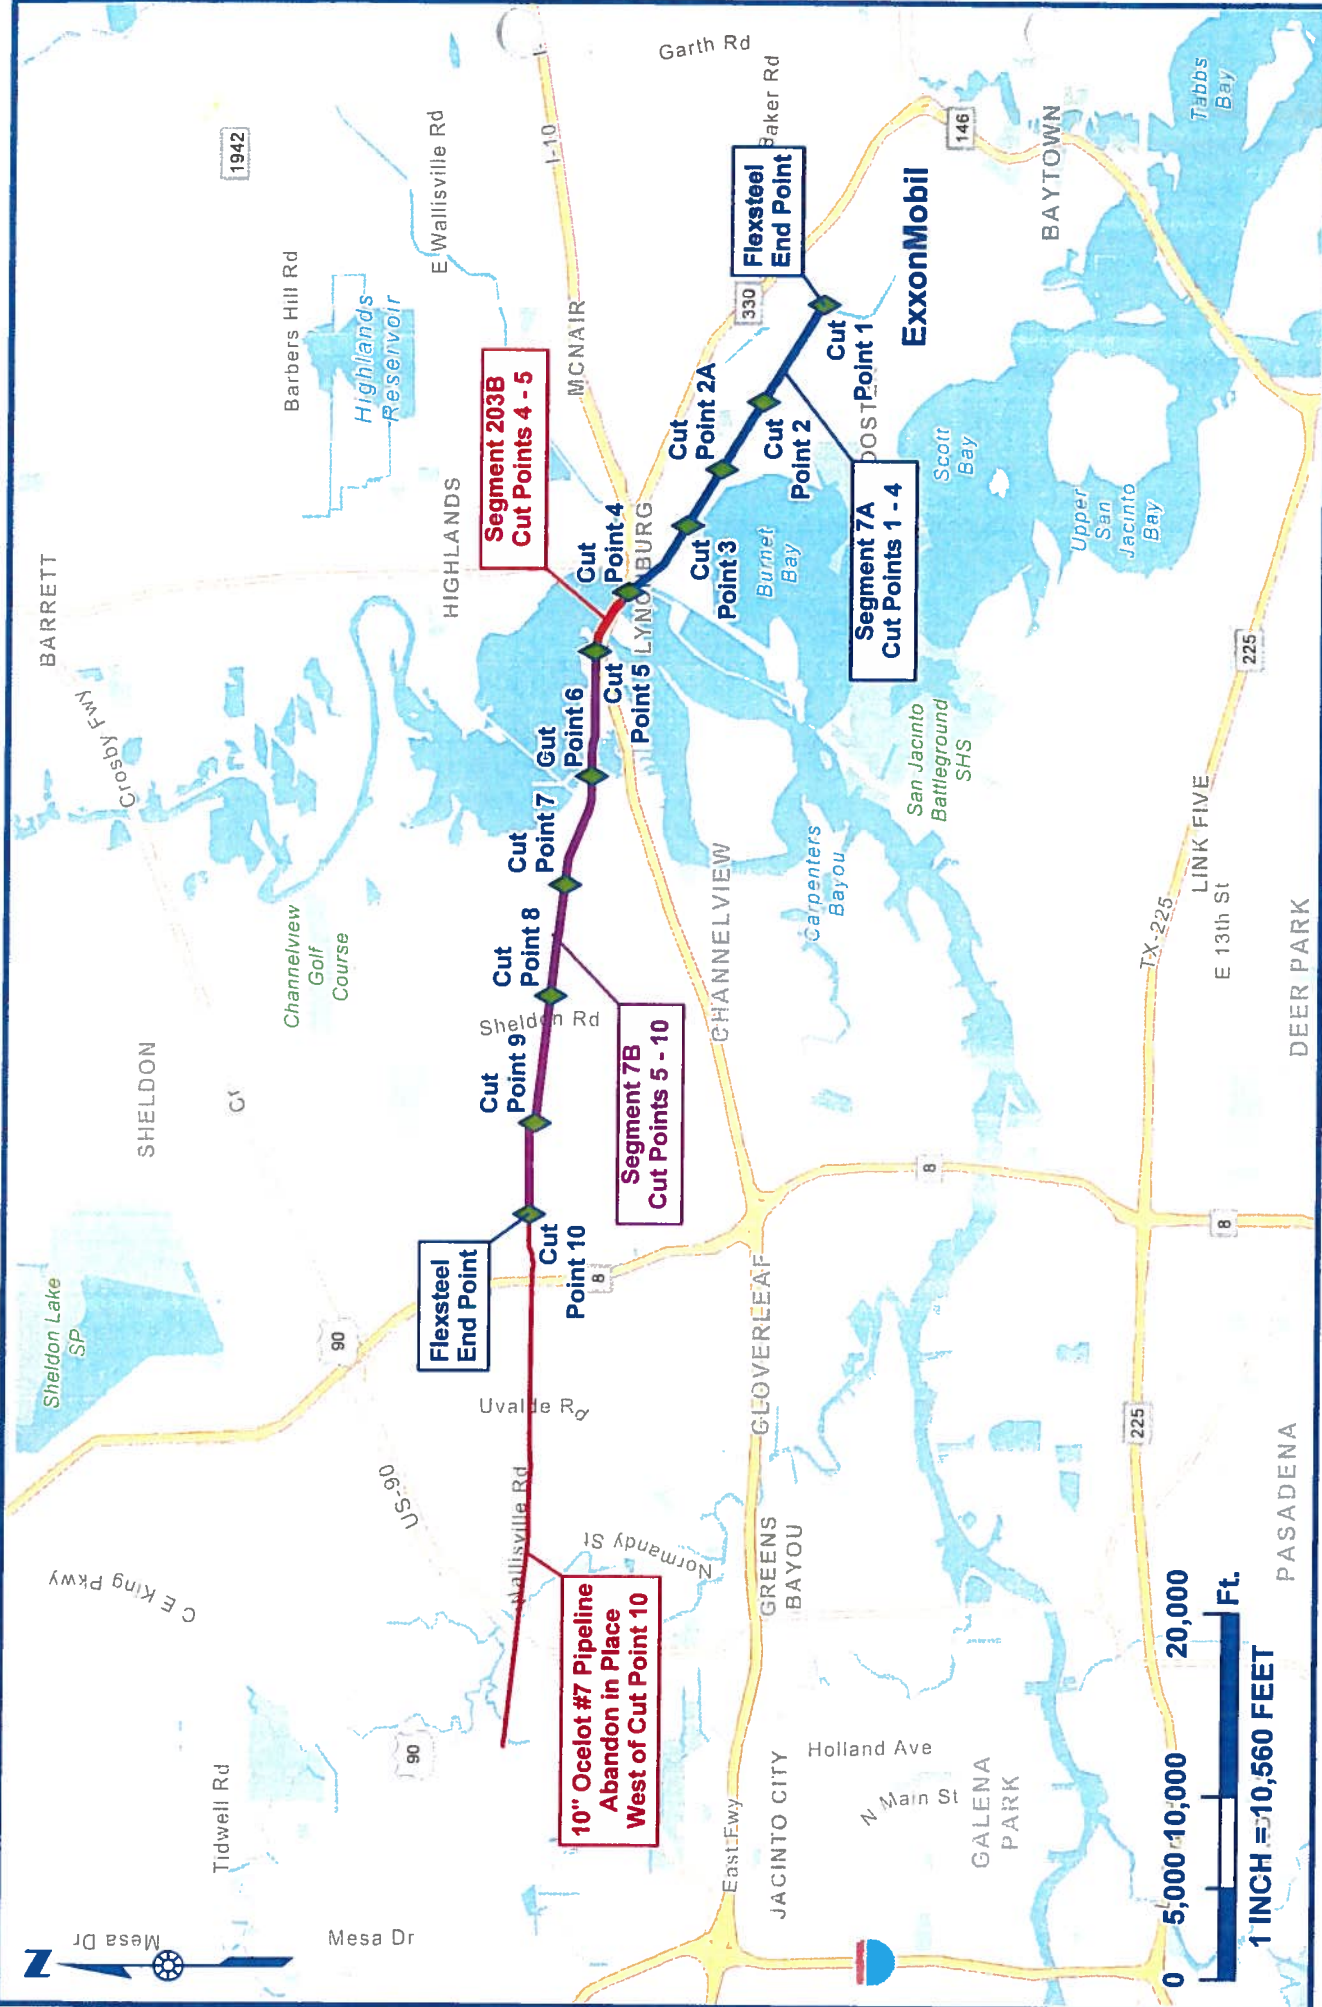 N
Mesa Dr
Mesa Dr
Tidwell Rd
C E King Pkwy
US-90
90
90
Sheldon Lake
SP
SHELDON
Cr
Crosby Fwy
BARRETT
Channelview
Golf
Course
HIGHLANDS
Barbers Hill Rd
Highlands
Reservoir
1942
E Wallisville Rd
I-10
Garth Rd
Baker Rd
MCNAIR
330
146
BAYTOWN
Tabbs
Bay
Wallisville Rd
Uvalde Rd
Normandy St
Sheldon Rd
8
8
8
10" Ocelot #7 Pipeline
Abandon in Place
West of Cut Point 10
Flexsteel
End Point
Cut
Point 10
Cut
Point 9
Cut
Point 8
Cut
Point 7
Cut
Point 6
Cut
Point 5
Cut
Point 4
Cut
Point 3
Cut
Point 2A
Cut
Point 2
Cut
Point 1
Segment 7B
Cut Points 5 - 10
Segment 203B
Cut Points 4 - 5
Segment 7A
Cut Points 1 - 4
Flexsteel
End Point
ExxonMobil
LYNCHBURG
Burnet
Bay
Scott
Bay
Upper
San
Jacinto
Bay
San Jacinto
Battleground
SHS
Carpenters
Bayou
CHANNELVIEW
CLOVERLEAF
GREENS
BAYOU
East Fwy
JACINTO CITY
Holland Ave
N Main St
GALENA
PARK
PASADENA
DEER PARK
E 13th St
LINK FIVE
TX-225
225
225
0
5,000
10,000
20,000
Ft.
1 INCH = 10,560 FEET